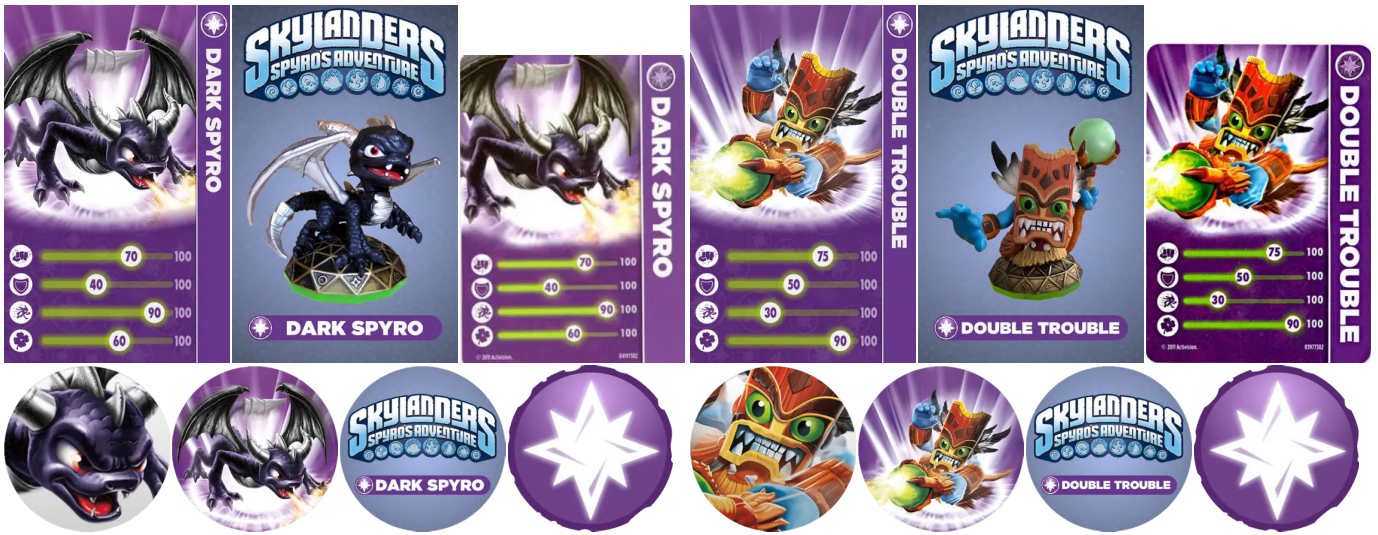 DARK SPYRO
70 100
40 100
90 100
60 100
SKYLANDERS
SPYRO'S ADVENTURE
DARK SPYRO
DARK SPYRO
70 100
40 100
90 100
60 100
© 2011 Activision.
DOUBLE TROUBLE
75 100
50 100
30 100
90 100
SKYLANDERS
SPYRO'S ADVENTURE
DOUBLE TROUBLE
DOUBLE TROUBLE
75 100
50 100
30 100
90 100
© 2011 Activision.
SKYLANDERS
SPYRO'S ADVENTURE
DARK SPYRO
SKYLANDERS
SPYRO'S ADVENTURE
DOUBLE TROUBLE